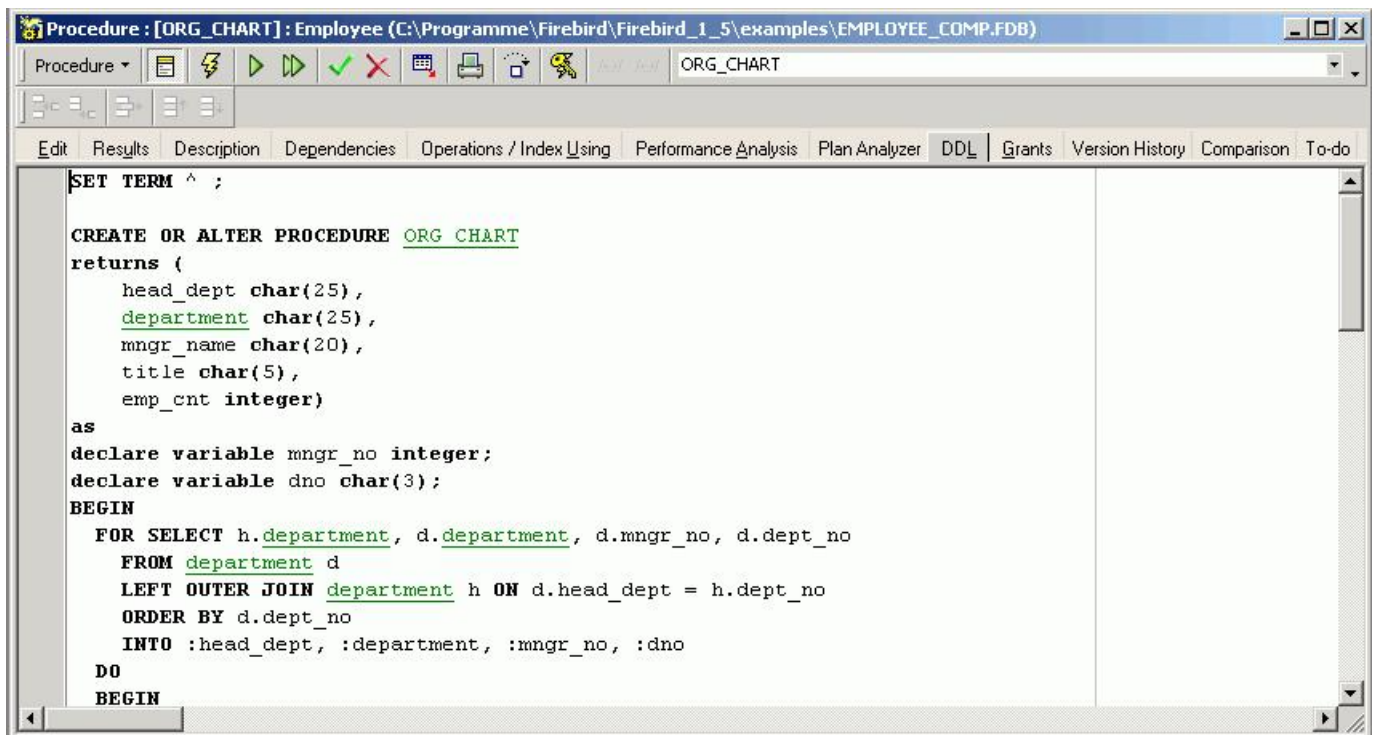 Procedure : [ORG_CHART] : Employee (C:\Programme\Firebird\Firebird_1_5\examples\EMPLOYEE_COMP.FDB)
Procedure ORG_CHART
Edit Results Description Dependencies Operations / Index Using Performance Analysis Plan Analyzer DDL Grants Version History Comparison To-do
SET TERM ^ ;
CREATE OR ALTER PROCEDURE ORG_CHART
returns (
    head_dept char(25),
    department char(25),
    mngr_name char(20),
    title char(5),
    emp_cnt integer)
as
declare variable mngr_no integer;
declare variable dno char(3);
BEGIN
  FOR SELECT h.department, d.department, d.mngr_no, d.dept_no
    FROM department d
    LEFT OUTER JOIN department h ON d.head_dept = h.dept_no
    ORDER BY d.dept_no
    INTO :head_dept, :department, :mngr_no, :dno
  DO
  BEGIN